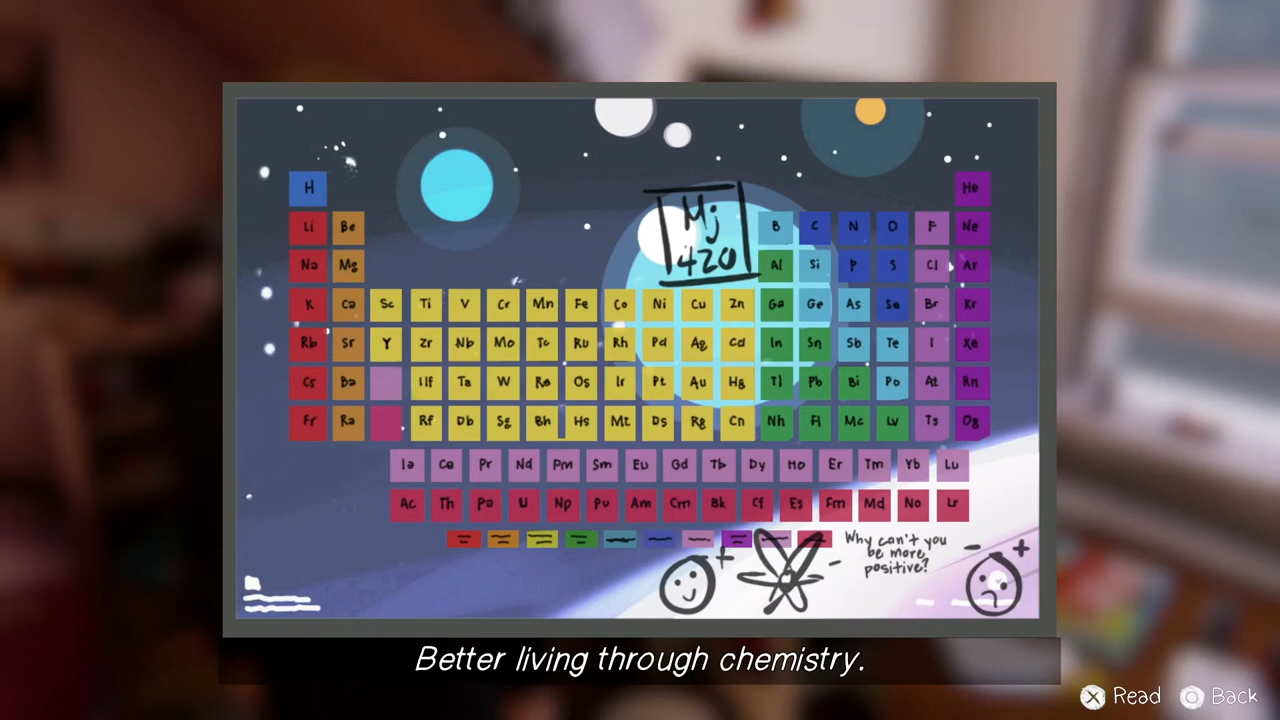 H He
Li Be B C N O F Ne
Na Mg Al Si P S Cl Ar
K Ca Sc Ti V Cr Mn Fe Co Ni Cu Zn Ga Ge As Se Br Kr
Rb Sr Y Zr Nb Mo Tc Ru Rh Pd Ag Cd In Sn Sb Te I Xe
Cs Ba Hf Ta W Re Os Ir Pt Au Hg Tl Pb Bi Po At Rn
Fr Ra Rf Db Sg Bh Hs Mt Ds Rg Cn Nh Fl Mc Lv Ts Og
Mj
420
la Ce Pr Nd Pm Sm Eu Gd Tb Dy Ho Er Tm Yb Lu
Ac Th Pa U Np Pu Am Cm Bk Cf Es Fm Md No Lr
Why can't you
be more
positive?
+ - - +
Better living through chemistry.
Read Back